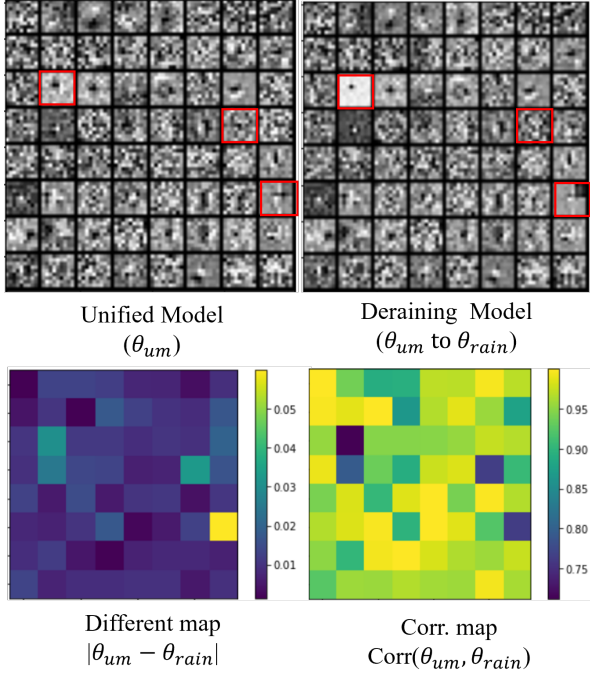 Unified Model
(θ_um)
Deraining Model
(θ_um to θ_rain)
0.05
0.04
0.03
0.02
0.01
0.95
0.90
0.85
0.80
0.75
Different map
|θ_um − θ_rain|
Corr. map
Corr(θ_um, θ_rain)